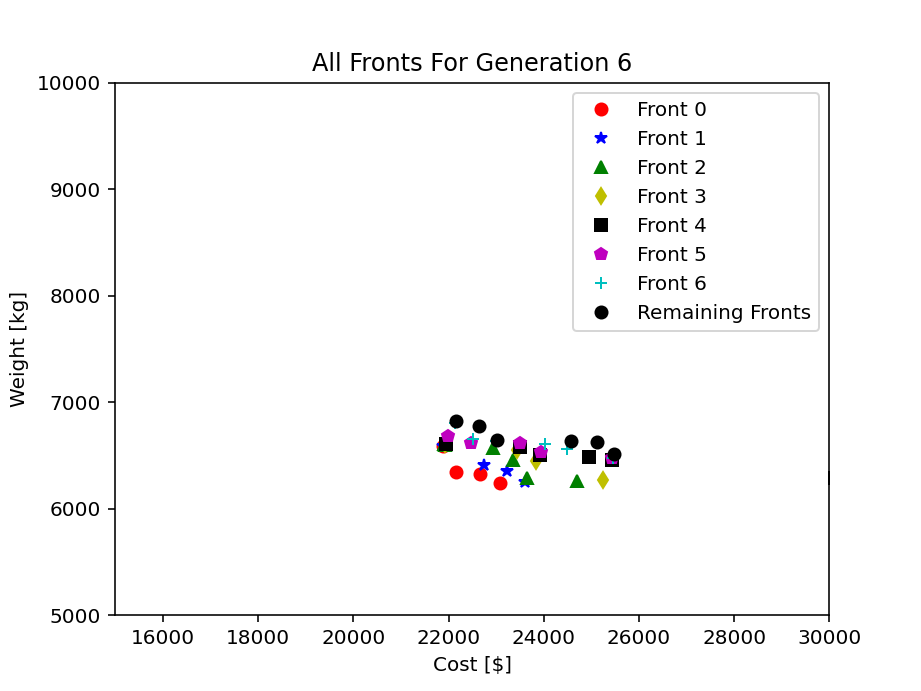 All Fronts For Generation 6
10000
9000
8000
7000
6000
5000
Weight [kg]
Front 0
Front 1
Front 2
Front 3
Front 4
Front 5
Front 6
Remaining Fronts
16000 18000 20000 22000 24000 26000 28000 30000
Cost [$]